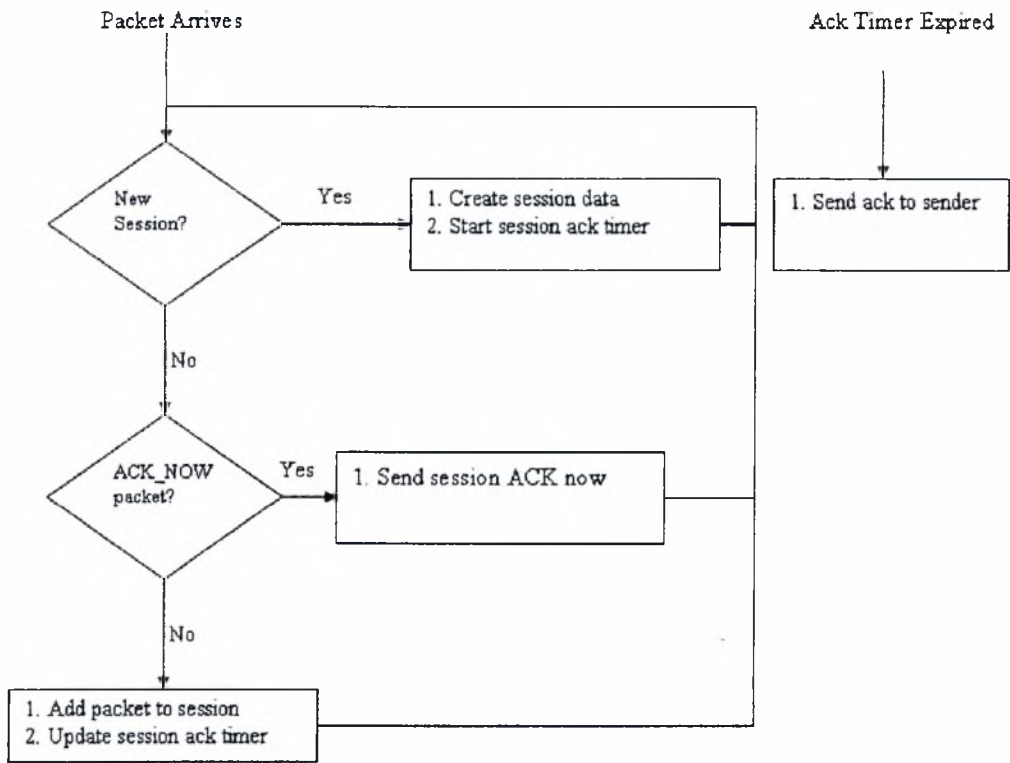 Packet Arrives
Ack Timer Expired
New
Session?
Yes
1. Create session data
2. Start session ack timer
1. Send ack to sender
No
ACK_NOW
packet?
Yes
1. Send session ACK now
No
1. Add packet to session
2. Update session ack timer